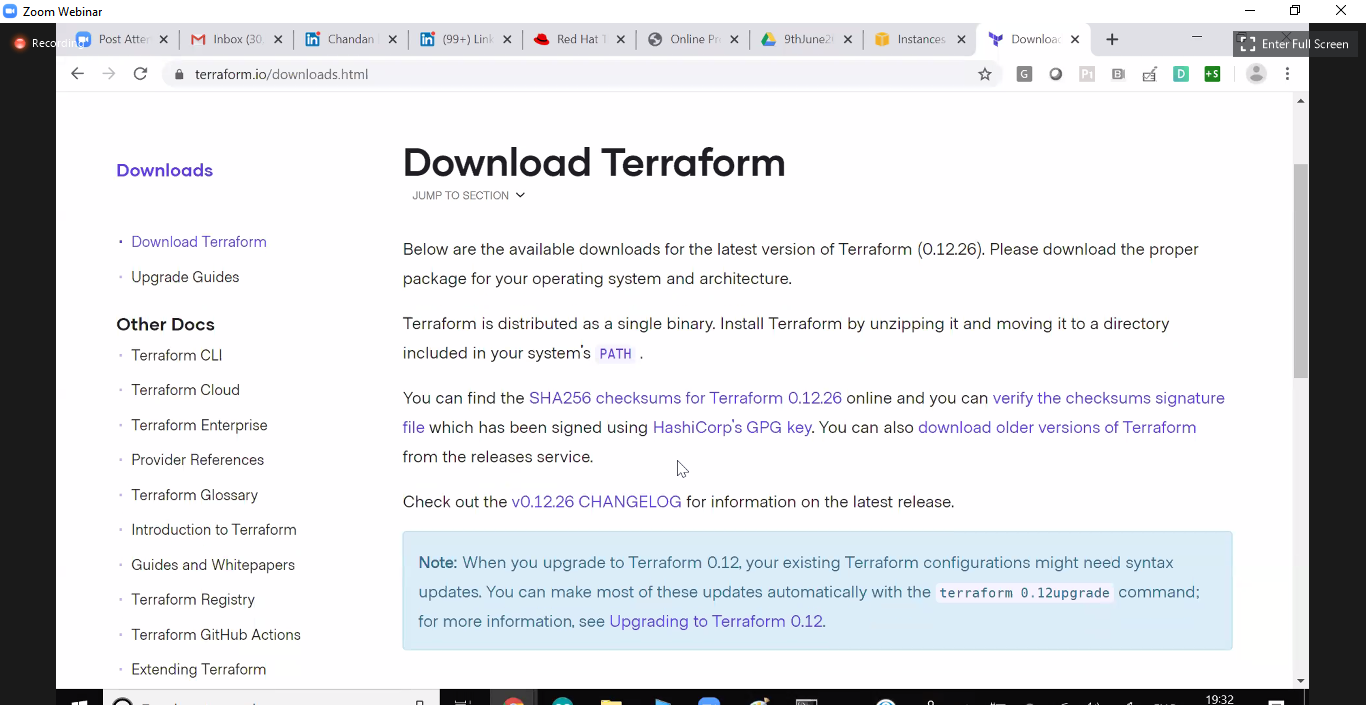 Zoom Webinar
Recording
Post Atte
Inbox (30
Chandan
(99+) Lin
Red Hat
Online Pr
9thJune2
Instances
Downloa
Enter Full Screen
terraform.io/downloads.html
Downloads
Download Terraform
Upgrade Guides
Other Docs
Terraform CLI
Terraform Cloud
Terraform Enterprise
Provider References
Terraform Glossary
Introduction to Terraform
Guides and Whitepapers
Terraform Registry
Terraform GitHub Actions
Extending Terraform
Download Terraform
JUMP TO SECTION
Below are the available downloads for the latest version of Terraform (0.12.26). Please download the proper
package for your operating system and architecture.
Terraform is distributed as a single binary. Install Terraform by unzipping it and moving it to a directory
included in your system's PATH .
You can find the SHA256 checksums for Terraform 0.12.26 online and you can verify the checksums signature
file which has been signed using HashiCorp's GPG key. You can also download older versions of Terraform
from the releases service.
Check out the v0.12.26 CHANGELOG for information on the latest release.
Note: When you upgrade to Terraform 0.12, your existing Terraform configurations might need syntax
updates. You can make most of these updates automatically with the terraform 0.12upgrade command;
for more information, see Upgrading to Terraform 0.12.
19:32